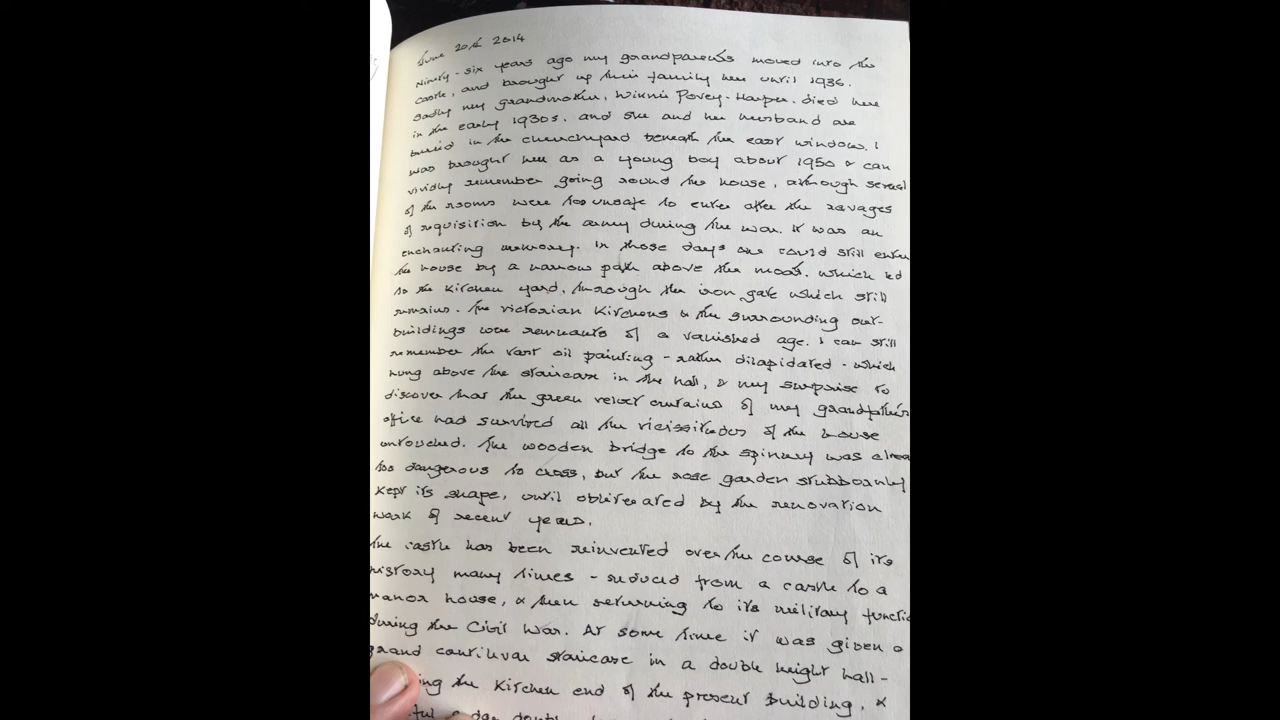 June 20th 2014
Ninety-six years ago my grandparents moved into the
castle, and brought up their family here until 1936.
Sadly my grandmother, Winnie Povey-Harper, died here
in the early 1930s, and she and her husband are
buried in the churchyard beneath the east window. I
was brought here as a young boy about 1950 & can
vividly remember going round the house, although several
of the rooms were too unsafe to enter after the ravages
of requisition by the army during the war. It was an
enchanting memory. In those days one could still enter
the house by a narrow path above the moat, which led
to the kitchen yard, through the iron gate which still
remains. The Victorian kitchens & the surrounding out-
buildings were remnants of a vanished age. I can still
remember the vast oil painting - rather dilapidated - which
hung above the staircase in the hall, & my surprise to
discover that the green velvet curtains of my grandfather's
office had survived all the vicissitudes of the house
untouched. The wooden bridge to the spinney was
too dangerous to cross, but the rose garden stubbornly
kept its shape, until obliterated by the renovation
work of recent years.
The castle has been reinvented over the course of its
history many times - reduced from a castle to a
manor house, & then returning to its military functio
during the Civil War. At some time it was given a
grand cantilever staircase in a double height hall -
ing the kitchen end of the present building, &